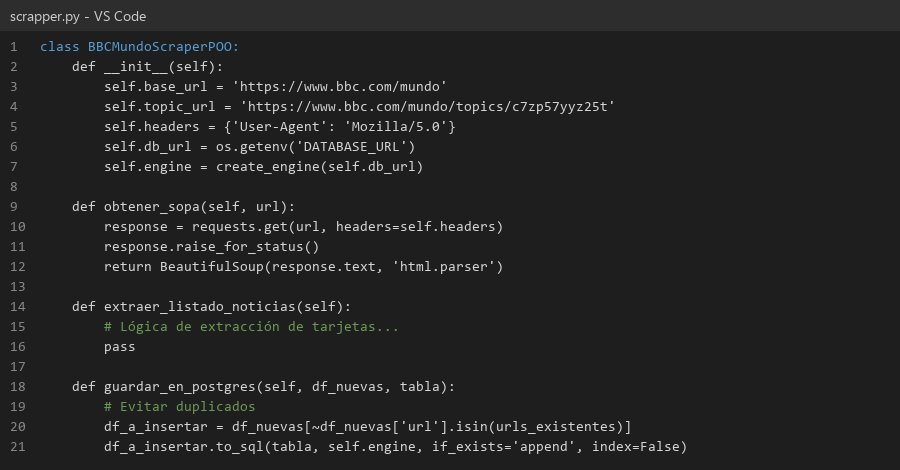 scrapper.py - VS Code
1 class BBCMundoScraperPOO:
2     def __init__(self):
3         self.base_url = 'https://www.bbc.com/mundo'
4         self.topic_url = 'https://www.bbc.com/mundo/topics/c7zp57yyz25t'
5         self.headers = {'User-Agent': 'Mozilla/5.0'}
6         self.db_url = os.getenv('DATABASE_URL')
7         self.engine = create_engine(self.db_url)
8
9     def obtener_sopa(self, url):
10         response = requests.get(url, headers=self.headers)
11         response.raise_for_status()
12         return BeautifulSoup(response.text, 'html.parser')
13
14     def extraer_listado_noticias(self):
15         # Lógica de extracción de tarjetas...
16         pass
17
18     def guardar_en_postgres(self, df_nuevas, tabla):
19         # Evitar duplicados
20         df_a_insertar = df_nuevas[~df_nuevas['url'].isin(urls_existentes)]
21         df_a_insertar.to_sql(tabla, self.engine, if_exists='append', index=False)